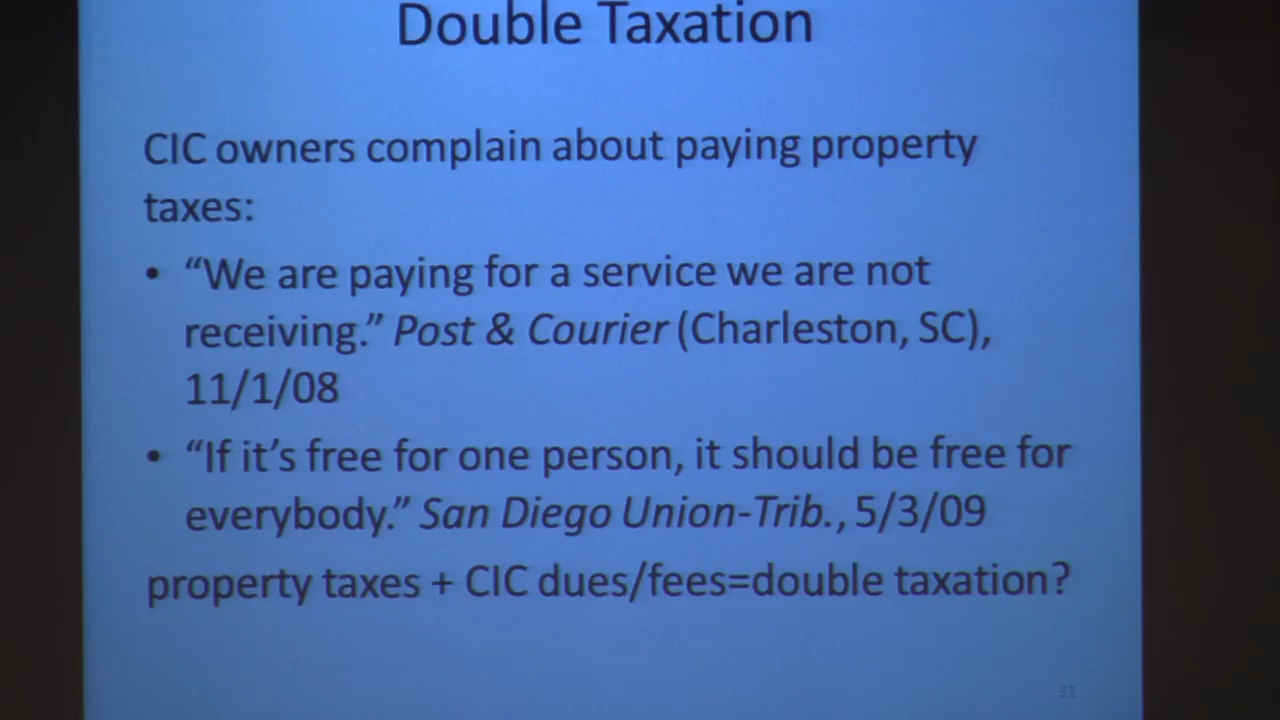 Double Taxation
CIC owners complain about paying property
taxes:
• “We are paying for a service we are not
receiving.” Post & Courier (Charleston, SC),
11/1/08
• “If it’s free for one person, it should be free for
everybody.” San Diego Union-Trib., 5/3/09
property taxes + CIC dues/fees=double taxation?
31